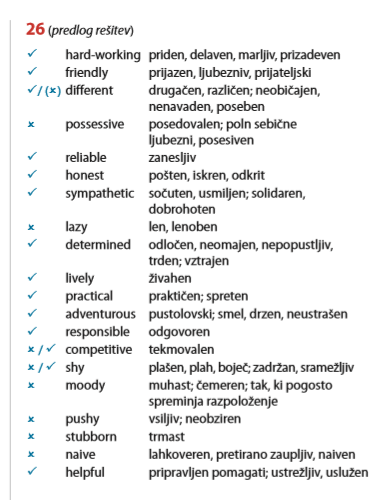 26 (predlog rešitev)
✓ hard-working priden, delaven, marljiv, prizadeven
✓ friendly prijazen, ljubezniv, prijateljski
✓/(×) different drugačen, različen; neobičajen,
nenavaden, poseben
× possessive posedovalen; poln sebične
ljubezni, posesiven
✓ reliable zanesljiv
✓ honest pošten, iskren, odkrit
✓ sympathetic sočuten, usmiljen; solidaren,
dobrohoten
× lazy len, lenoben
✓ determined odločen, neomajen, nepopustljiv,
trden; vztrajen
✓ lively živahen
✓ practical praktičen; spreten
✓ adventurous pustolovski; smel, drzen, neustrašen
✓ responsible odgovoren
×/✓ competitive tekmovalen
×/✓ shy plašen, plah, boječ; zadržan, sramežljiv
× moody muhast; čemeren; tak, ki pogosto
spreminja razpoloženje
× pushy vsiljiv; neobziren
× stubborn trmast
× naive lahkoveren, pretirano zaupljiv, naiven
✓ helpful pripravljen pomagati; ustrežljiv, uslužen